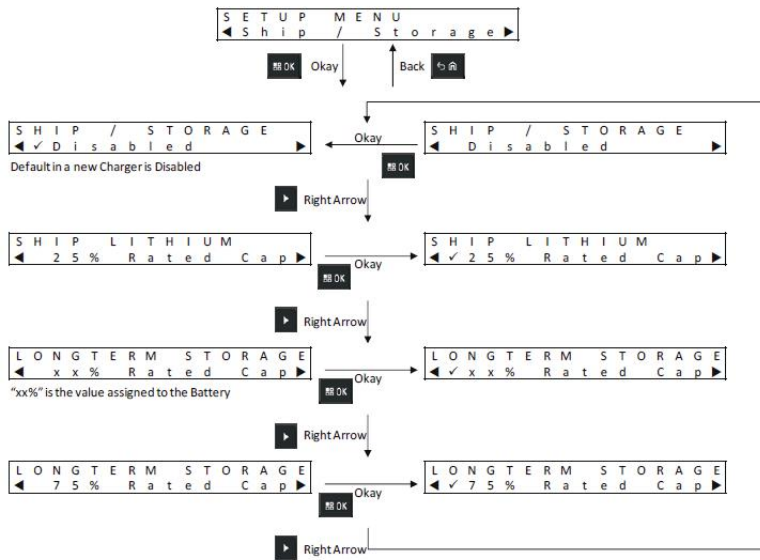 SETUP MENU
◀Ship / Storage▶
OK Okay
Back
SHIP / STORAGE
◀✓Disabled ▶
Default in a new Charger is Disabled
Okay
OK
SHIP / STORAGE
◀ Disabled ▶
Right Arrow
SHIP LITHIUM
◀ 25% Rated Cap▶
Okay
OK
SHIP LITHIUM
◀✓25% Rated Cap▶
Right Arrow
LONGTERM STORAGE
◀ xx% Rated Cap▶
"xx%" is the value assigned to the Battery
Okay
OK
LONGTERM STORAGE
◀✓xx% Rated Cap▶
Right Arrow
LONGTERM STORAGE
◀ 75% Rated Cap▶
Okay
OK
LONGTERM STORAGE
◀✓75% Rated Cap▶
Right Arrow